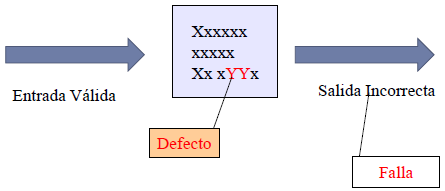 Xxxxxx
xxxxx
Xx xYYx
Entrada Válida
Salida Incorrecta
Defecto
Falla